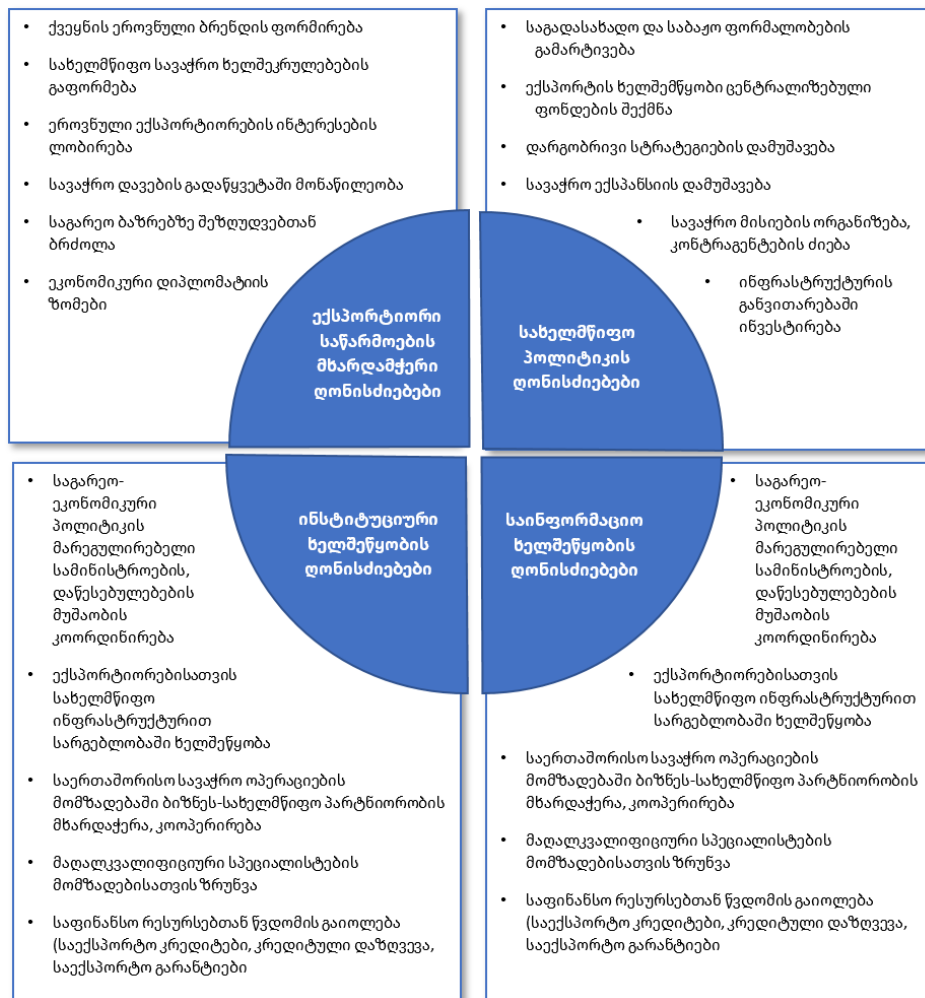 • ქვეყნის ეროვნული ბრენდის ფორმირება
• სახელმწიფო სავაჭრო ხელშეკრულებების
გაფორმება
• ეროვნული ექსპორტიორების ინტერესების
ლობირება
• სავაჭრო დავების გადაწყვეტაში მონაწილეობა
• საგარეო ბაზრებზე შეზღუდვებთან
ბრძოლა
• ეკონომიკური დიპლომატიის
ზომები
ექსპორტიორი
საწარმოების
მხარდამჭერი
ღონისძიებები
• საგადასახადო და საბაჟო ფორმალობების
გამარტივება
• ექსპორტის ხელშემწყობი ცენტრალიზებული
ფონდების შექმნა
• დარგობრივი სტრატეგიების დამუშავება
• სავაჭრო ექსპანსიის დამუშავება
• სავაჭრო მისიების ორგანიზება,
კონტრაგენტების ძიება
• ინფრასტრუქტურის
განვითარებაში
ინვესტირება
სახელმწიფო
პოლიტიკის
ღონისძიებები
• საგარეო-
ეკონომიკური
პოლიტიკის
მარეგულირებელი
სამინისტროების,
დაწესებულებების
მუშაობის
კოორდინირება
• ექსპორტიორებისათვის
სახელმწიფო
ინფრასტრუქტურით
სარგებლობაში ხელშეწყობა
• საერთაშორისო სავაჭრო ოპერაციების
მომზადებაში ბიზნეს-სახელმწიფო პარტნიორობის
მხარდაჭერა, კოოპერირება
• მაღალკვალიფიციური სპეციალისტების
მომზადებისათვის ზრუნვა
• საფინანსო რესურსებთან წვდომის გაიოლება
(საექსპორტო კრედიტები, კრედიტული დაზღვევა,
საექსპორტო გარანტიები
ინსტიტუციური
ხელშეწყობის
ღონისძიებები
საინფორმაციო
ხელშეწყობის
ღონისძიებები
• საგარეო-
ეკონომიკური
პოლიტიკის
მარეგულირებელი
სამინისტროების,
დაწესებულებების
მუშაობის
კოორდინირება
• ექსპორტიორებისათვის
სახელმწიფო ინფრასტრუქტურით
სარგებლობაში ხელშეწყობა
• საერთაშორისო სავაჭრო ოპერაციების
მომზადებაში ბიზნეს-სახელმწიფო პარტნიორობის
მხარდაჭერა, კოოპერირება
• მაღალკვალიფიციური სპეციალისტების
მომზადებისათვის ზრუნვა
• საფინანსო რესურსებთან წვდომის გაიოლება
(საექსპორტო კრედიტები, კრედიტული დაზღვევა,
საექსპორტო გარანტიები